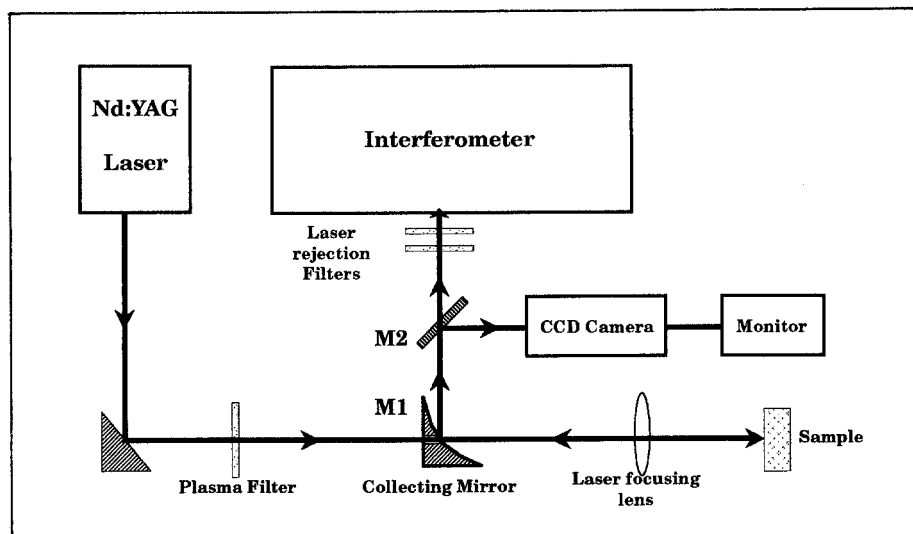 Nd:YAG
Laser
Interferometer
Laser
rejection
Filters
M2
CCD Camera
Monitor
M1
Sample
Plasma Filter
Collecting Mirror
Laser focusing
lens